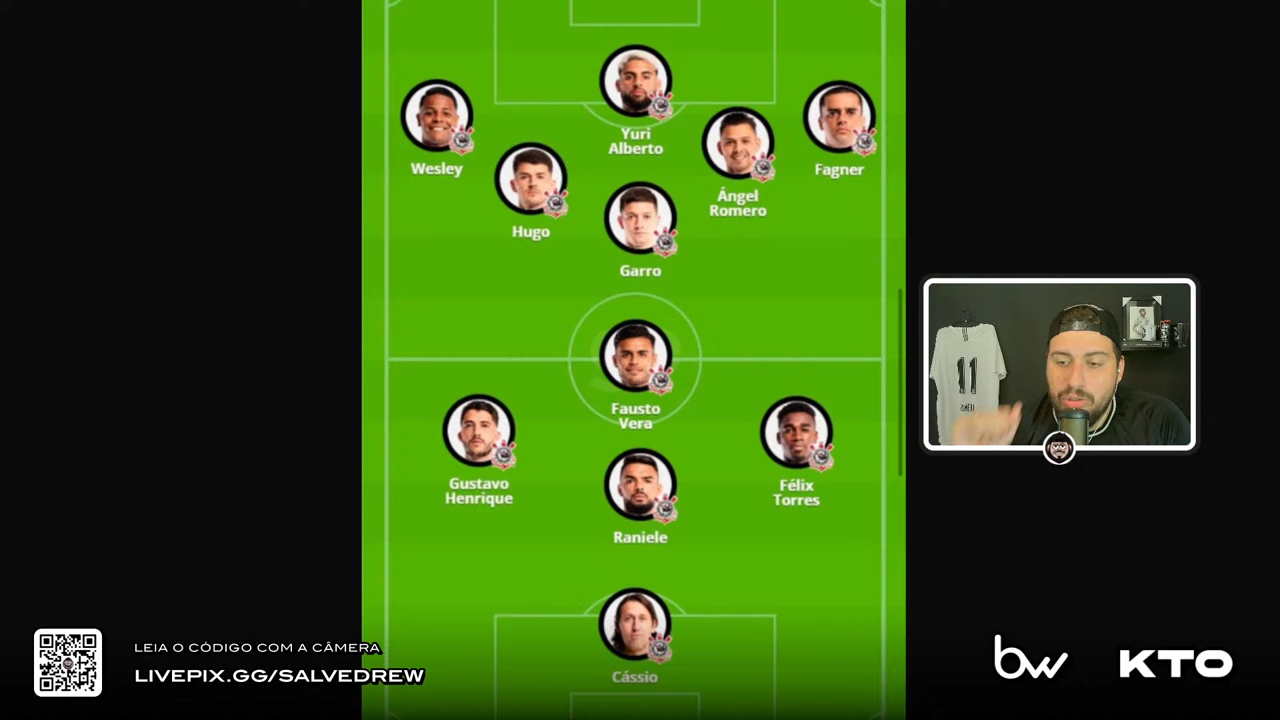 Yuri
Alberto
Wesley
Fagner
Ángel
Romero
Hugo
Garro
Fausto
Vera
Gustavo
Henrique
Félix
Torres
Raniele
Cássio
11
LEIA O CÓDIGO COM A CÂMERA
LIVEPIX.GG/SALVEDREW
bw
KTO